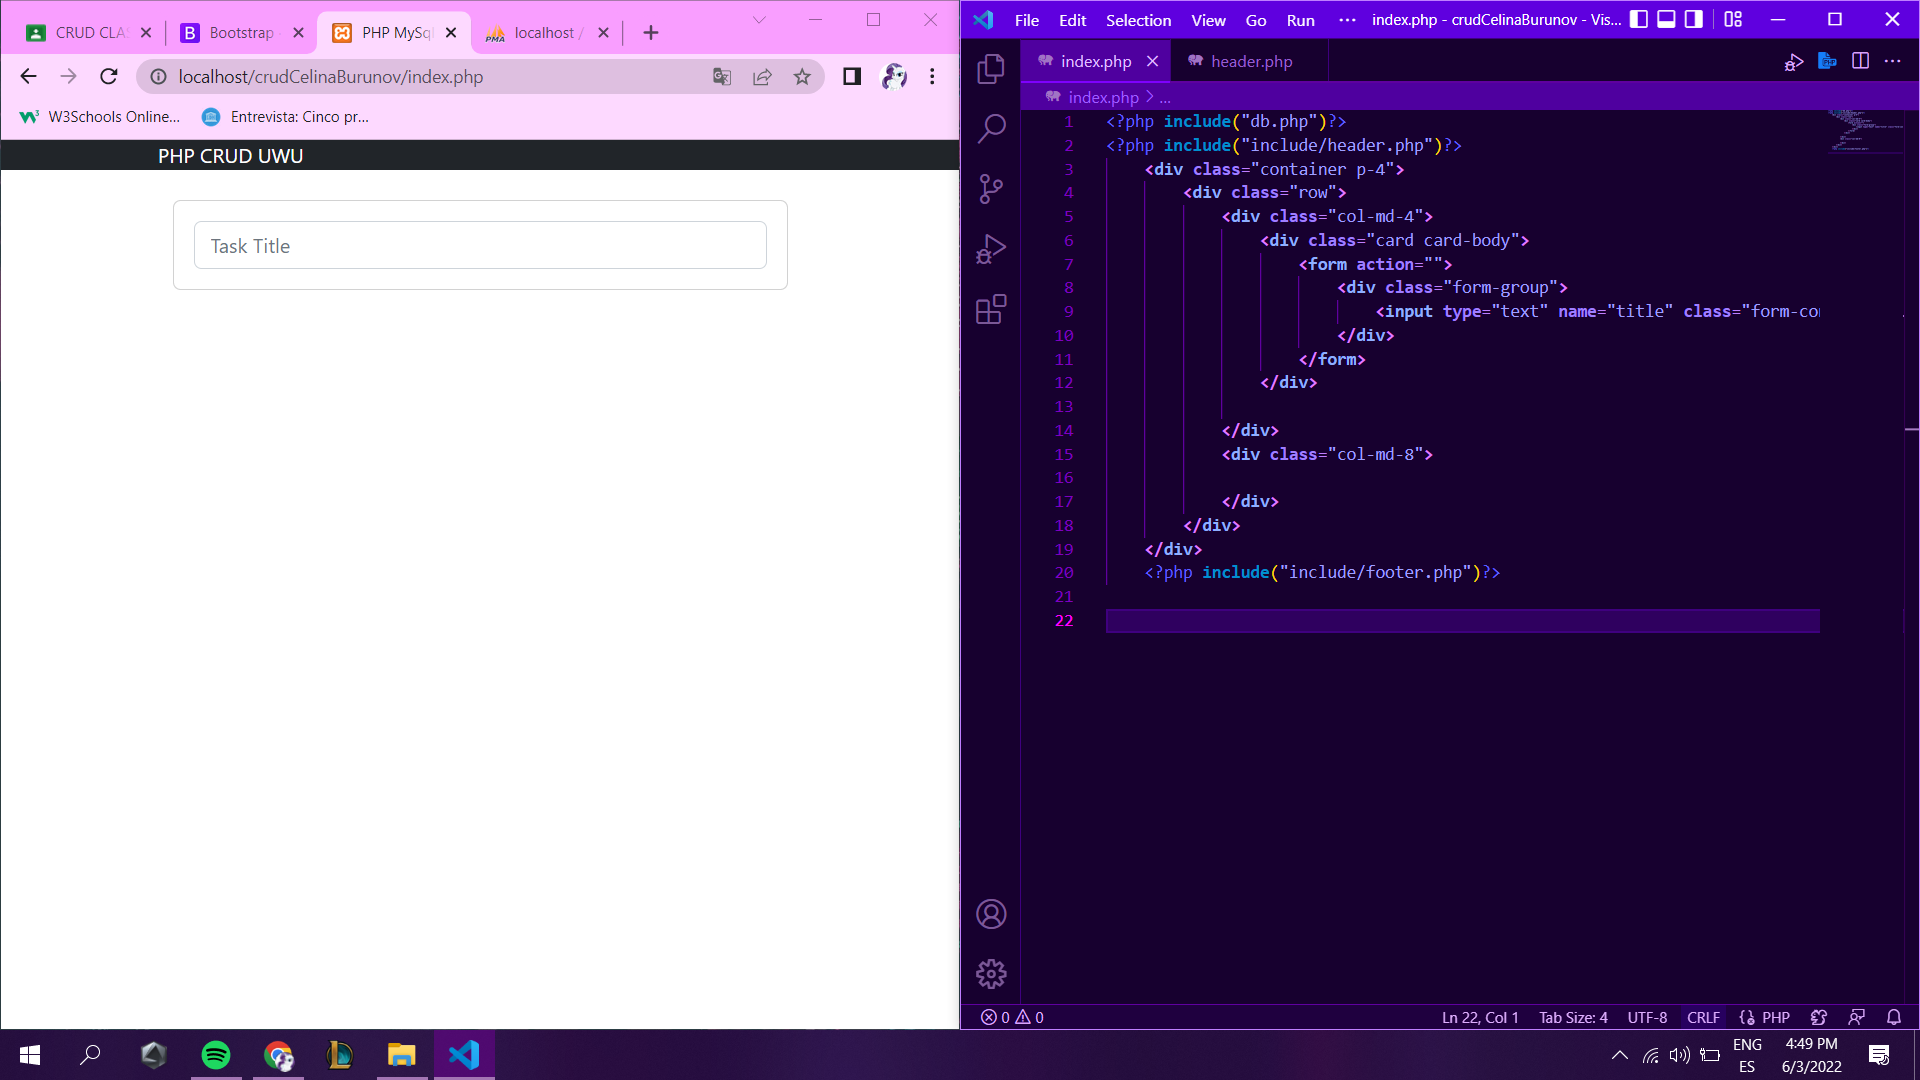 CRUD CLA
Bootstrap
PHP MySq
localhost /
localhost/crudCelinaBurunov/index.php
W3Schools Online...
Entrevista: Cinco pr...
PHP CRUD UWU
Task Title
File Edit Selection View Go Run ··· index.php - crudCelinaBurunov - Vis...
index.php header.php
index.php > ...
1 <?php include("db.php")?>
2 <?php include("include/header.php")?>
3 <div class="container p-4">
4 <div class="row">
5 <div class="col-md-4">
6 <div class="card card-body">
7 <form action="">
8 <div class="form-group">
9 <input type="text" name="title" class="form-con
10 </div>
11 </form>
12 </div>
13
14 </div>
15 <div class="col-md-8">
16
17 </div>
18 </div>
19 </div>
20 <?php include("include/footer.php")?>
21
22
0 0 Ln 22, Col 1 Tab Size: 4 UTF-8 CRLF PHP
ENG
ES
4:49 PM
6/3/2022